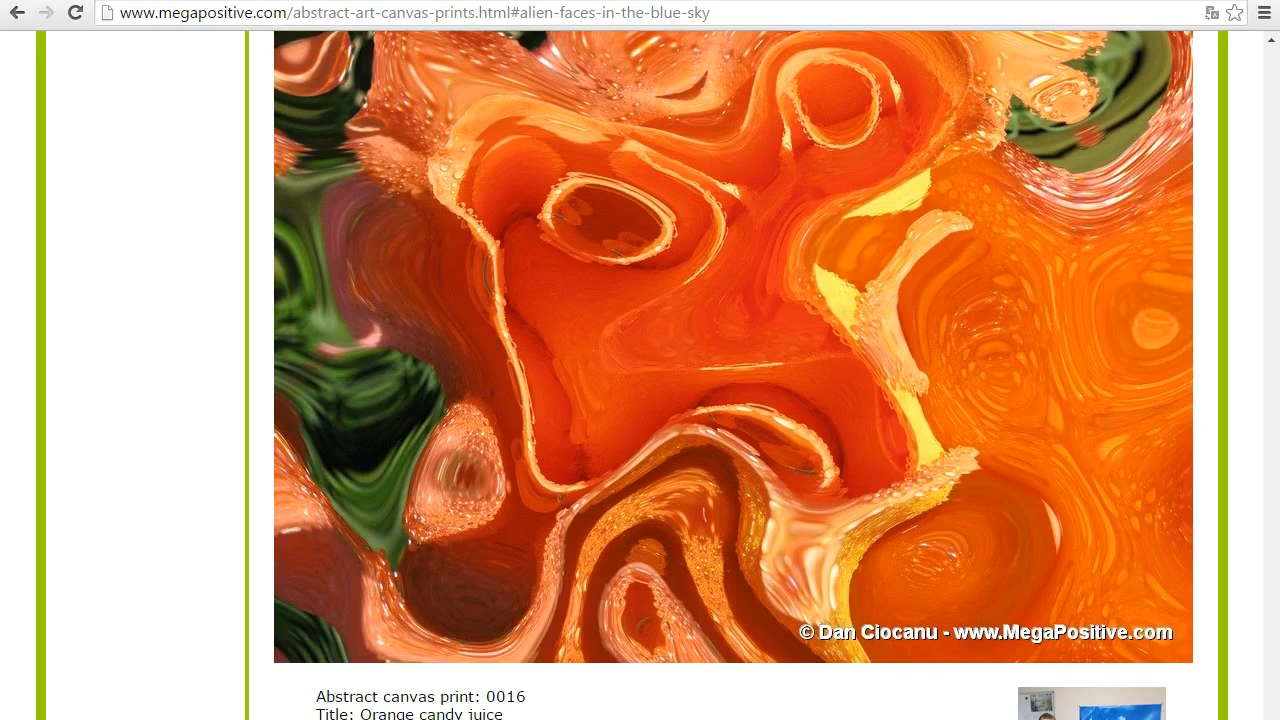 www.megapositive.com/abstract-art-canvas-prints.html#alien-faces-in-the-blue-sky
© Dan Ciocanu - www.MegaPositive.com
Abstract canvas print: 0016
Title: Orange candy juice